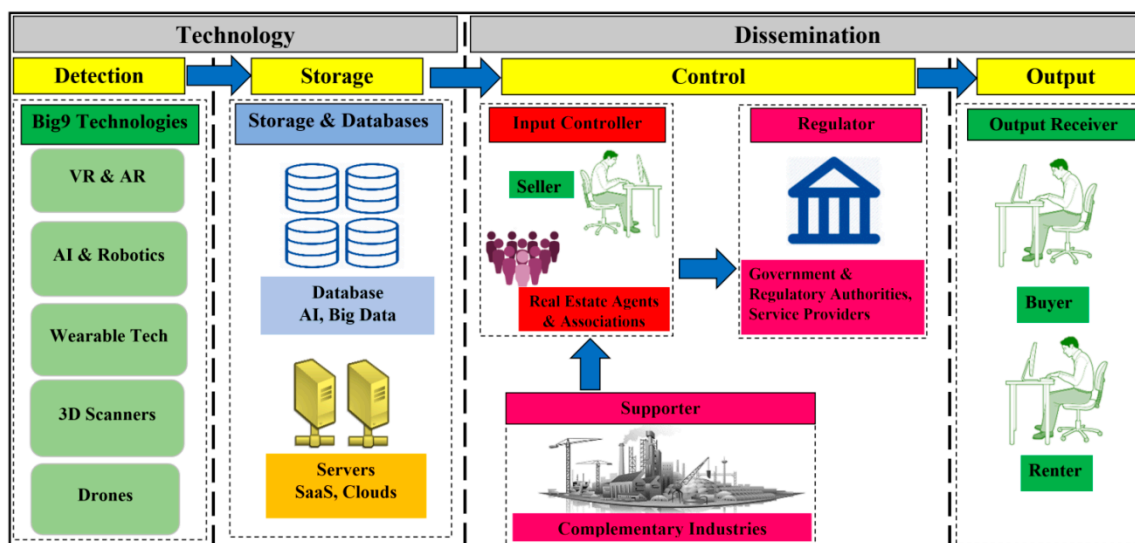 Technology
Dissemination
Detection
Storage
Control
Output
Big9 Technologies
VR & AR
AI & Robotics
Wearable Tech
3D Scanners
Drones
Storage & Databases
Database
AI, Big Data
Servers
SaaS, Clouds
Input Controller
Seller
Real Estate Agents
& Associations
Regulator
Government &
Regulatory Authorities,
Service Providers
Supporter
Complementary Industries
Output Receiver
Buyer
Renter